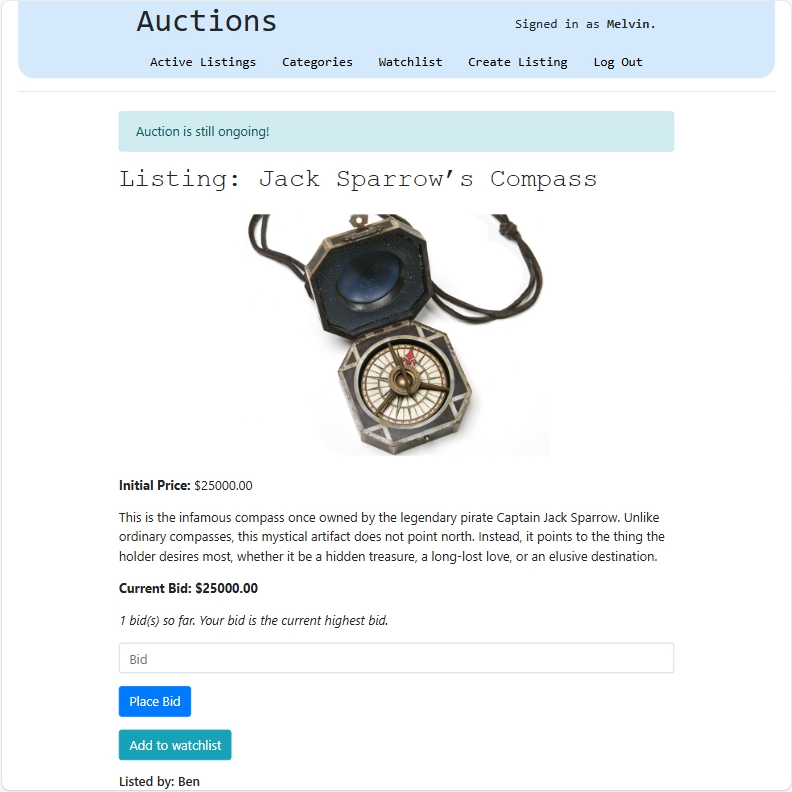 Auctions
Signed in as Melvin.
Active Listings Categories Watchlist Create Listing Log Out
Auction is still ongoing!
Listing: Jack Sparrow’s Compass
Initial Price: $25000.00
This is the infamous compass once owned by the legendary pirate Captain Jack Sparrow. Unlike
ordinary compasses, this mystical artifact does not point north. Instead, it points to the thing the
holder desires most, whether it be a hidden treasure, a long-lost love, or an elusive destination.
Current Bid: $25000.00
1 bid(s) so far. Your bid is the current highest bid.
Bid
Place Bid
Add to watchlist
Listed by: Ben